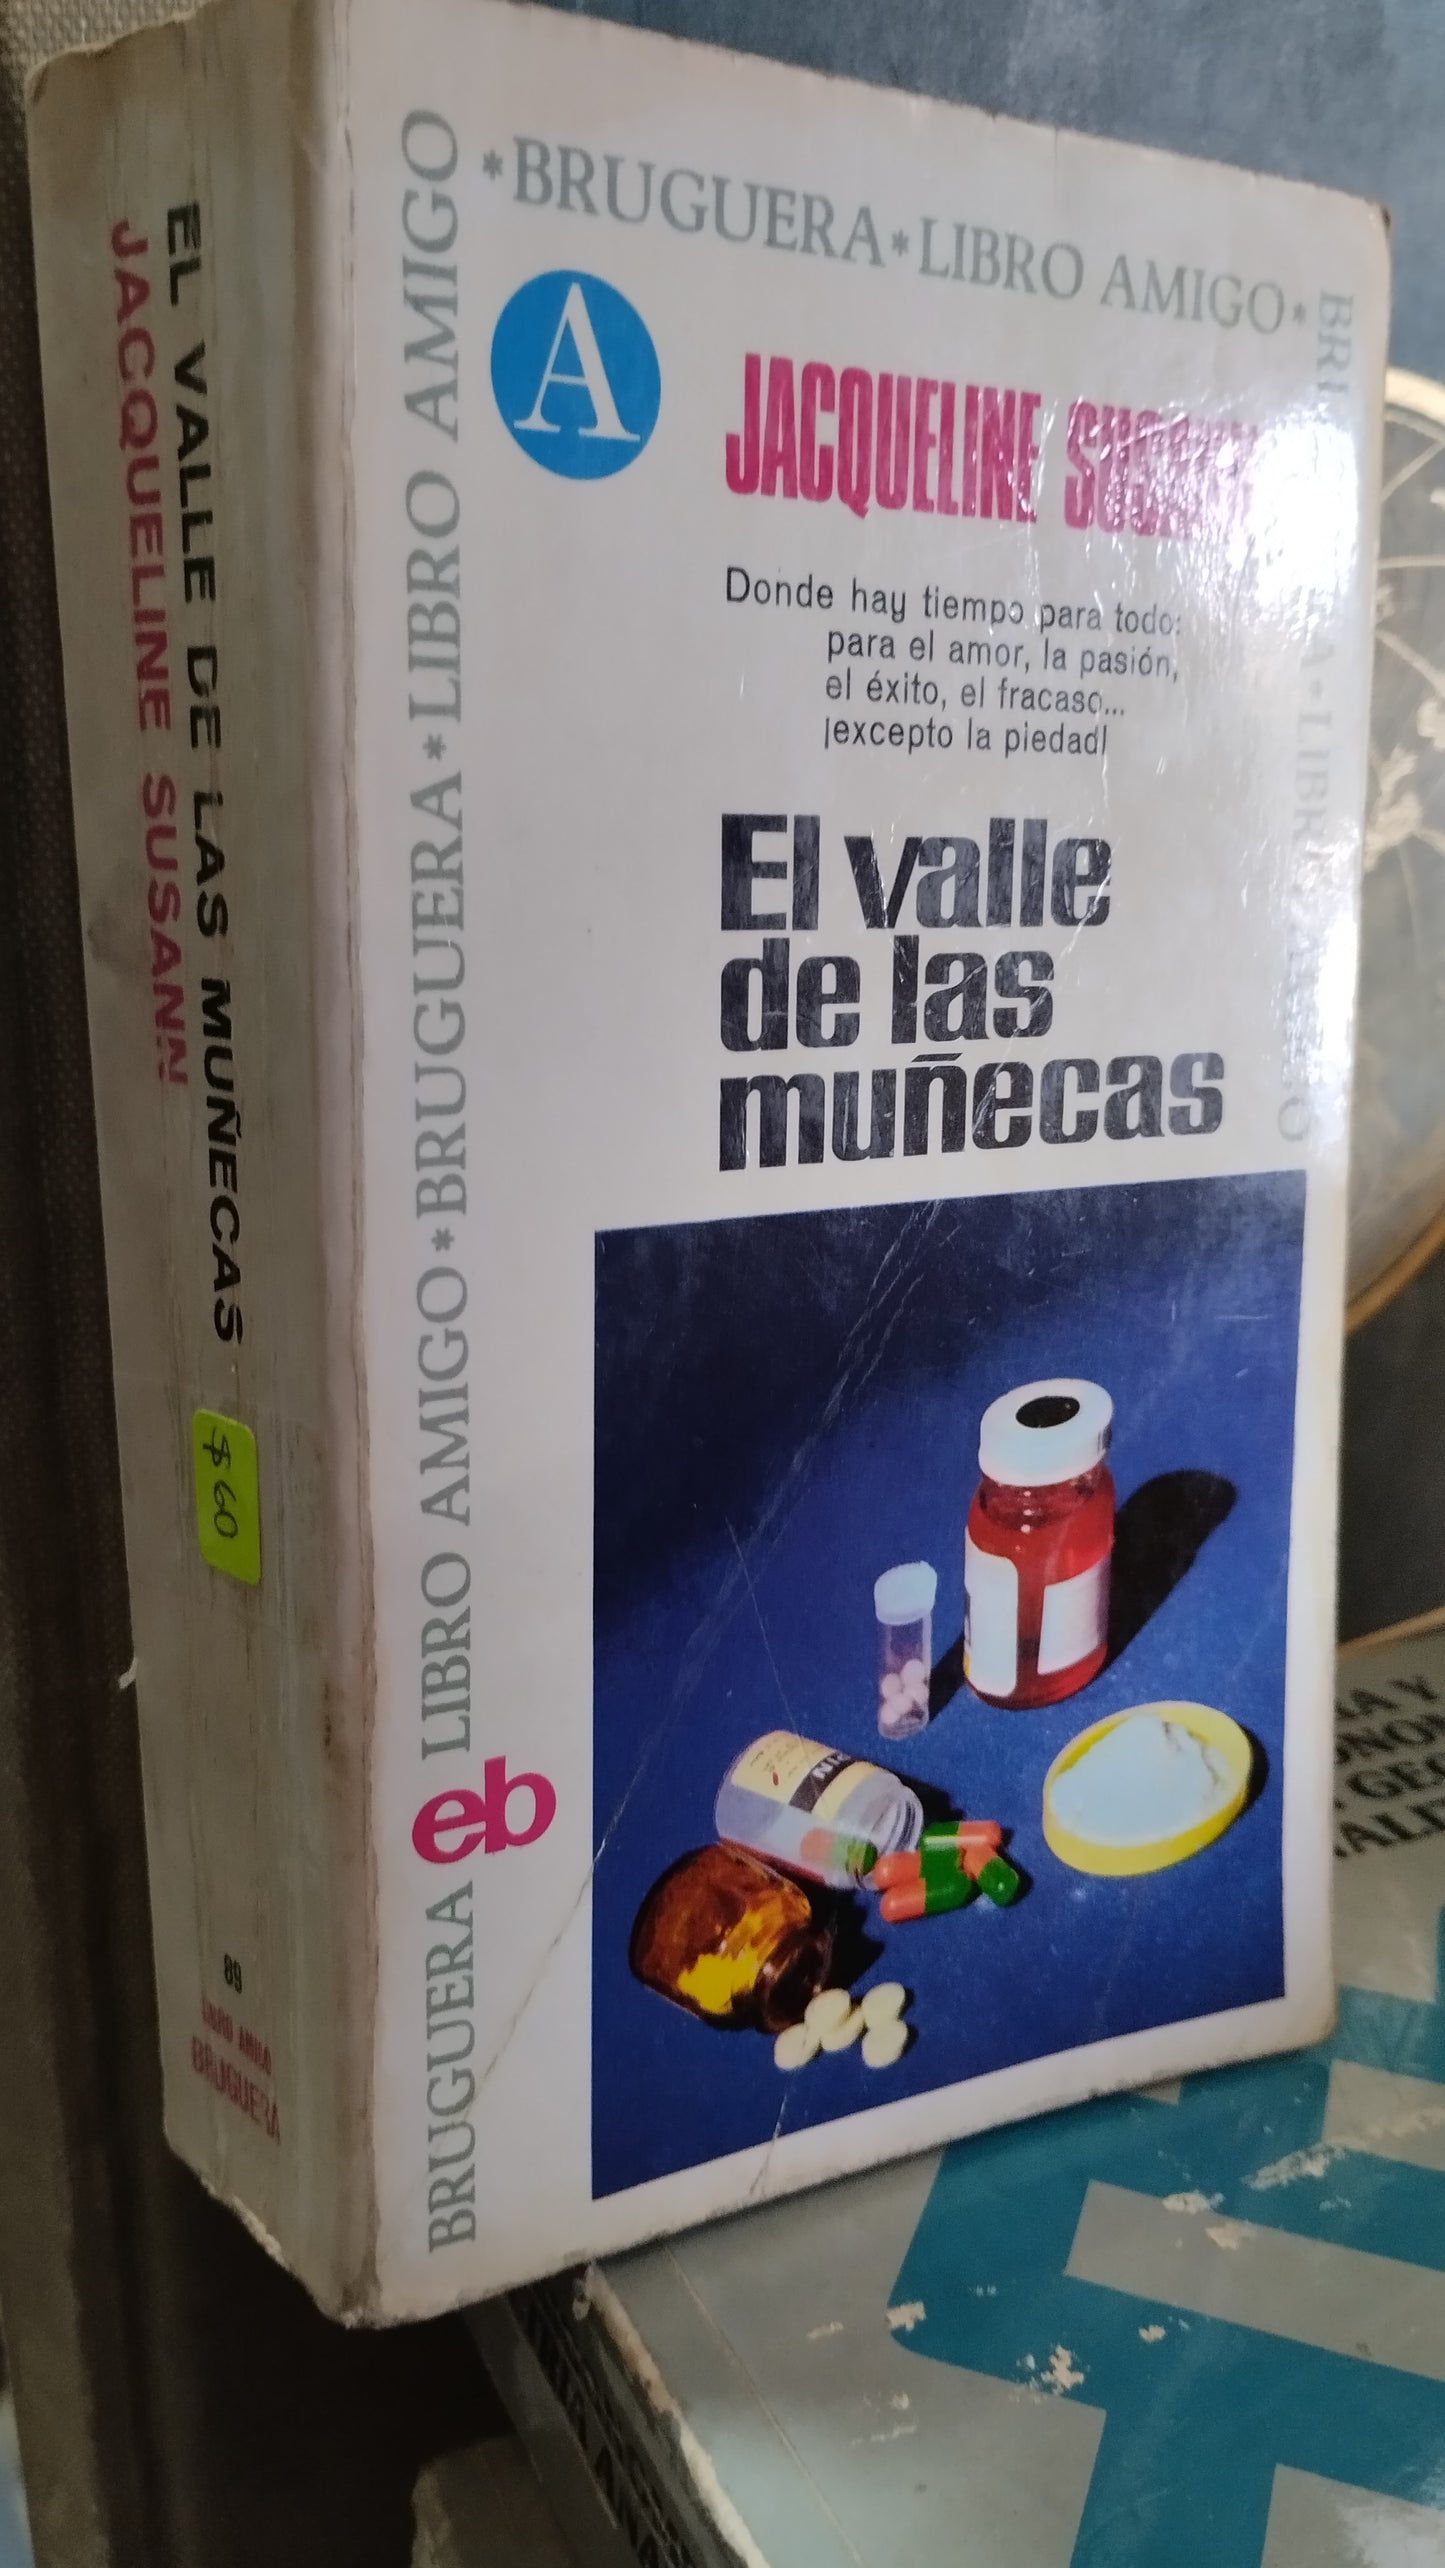 EL VALLE DE LAS MUÑECAS
JACQUELINE SUSANN
$60
89
LIBRO AMIGO
BRUGUERA
BRUGUERA LIBRO AMIGO * BRUGUERA * LIBRO AMIGO
* BRUGUERA * LIBRO AMIGO *
A
JACQUELINE SUSANN
Donde hay tiempo para todo:
para el amor, la pasión,
el éxito, el fracaso...
¡excepto la piedad!
El valle
de las
muñecas
eb